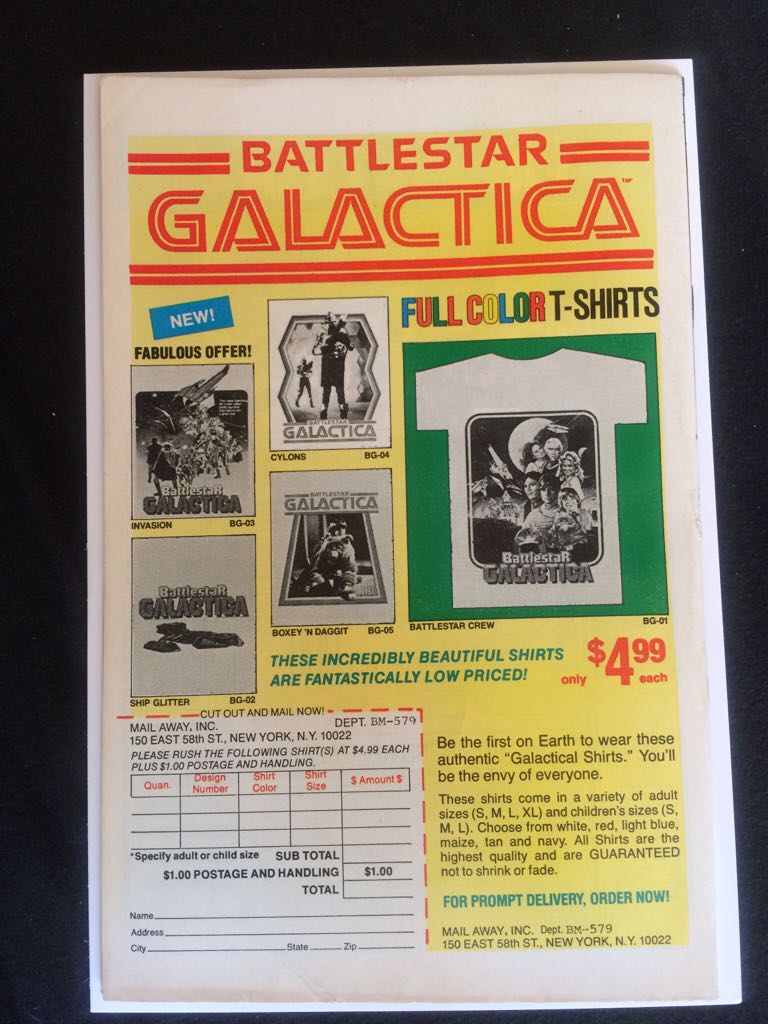 BATTLESTAR
GALACTICA™
NEW!
FABULOUS OFFER!
FULL COLOR T-SHIRTS
Battlestar
GALACTICA
INVASION BG-03
BATTLESTAR
GALACTICA
CYLONS BG-04
Battlestar
GALACTICA
SHIP GLITTER BG-02
BATTLESTAR
GALACTICA
BOXEY 'N DAGGIT BG-05
Battlestar
GALACTICA
BATTLESTAR CREW BG-01
THESE INCREDIBLY BEAUTIFUL SHIRTS
ARE FANTASTICALLY LOW PRICED!
only $4.99 each
CUT OUT AND MAIL NOW!
MAIL AWAY, INC. DEPT. BM-579
150 EAST 58th ST., NEW YORK, N.Y. 10022
PLEASE RUSH THE FOLLOWING SHIRT(S) AT $4.99 EACH
PLUS $1.00 POSTAGE AND HANDLING.
Quan. Design Number Shirt Color Shirt Size $ Amount $
*Specify adult or child size SUB TOTAL
$1.00 POSTAGE AND HANDLING $1.00
TOTAL
Name
Address
City State Zip
Be the first on Earth to wear these
authentic "Galactical Shirts." You'll
be the envy of everyone.
These shirts come in a variety of adult
sizes (S, M, L, XL) and children's sizes (S,
M, L). Choose from white, red, light blue,
maize, tan and navy. All Shirts are the
highest quality and are GUARANTEED
not to shrink or fade.
FOR PROMPT DELIVERY, ORDER NOW!
MAIL AWAY, INC. Dept. BM-579
150 EAST 58th ST., NEW YORK, N.Y. 10022